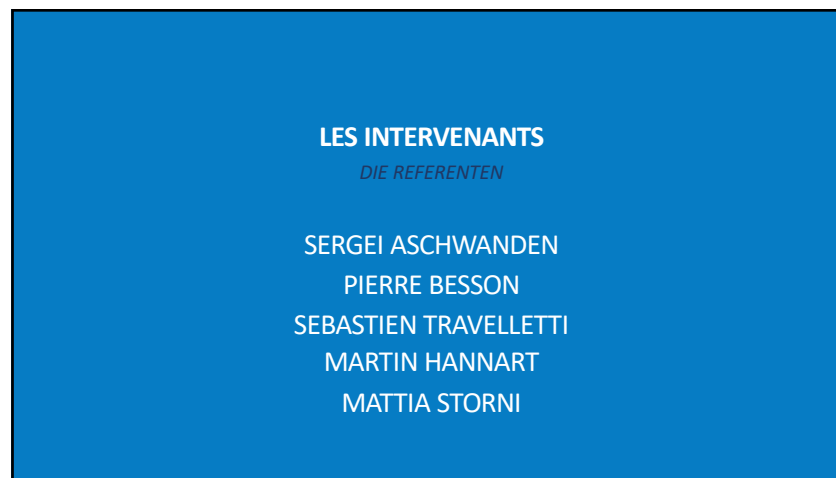 LES INTERVENANTS
DIE REFERENTEN
SERGEI ASCHWANDEN
PIERRE BESSON
SEBASTIEN TRAVELLETTI
MARTIN HANNART
MATTIA STORNI